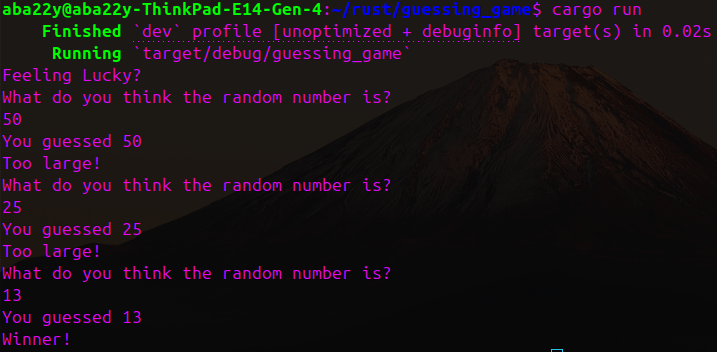 aba22y@aba22y-ThinkPad-E14-Gen-4:~/rust/guessing_game$ cargo run
    Finished `dev` profile [unoptimized + debuginfo] target(s) in 0.02s
     Running `target/debug/guessing_game`
Feeling Lucky?
What do you think the random number is?
50
You guessed 50
Too large!
What do you think the random number is?
25
You guessed 25
Too large!
What do you think the random number is?
13
You guessed 13
Winner!